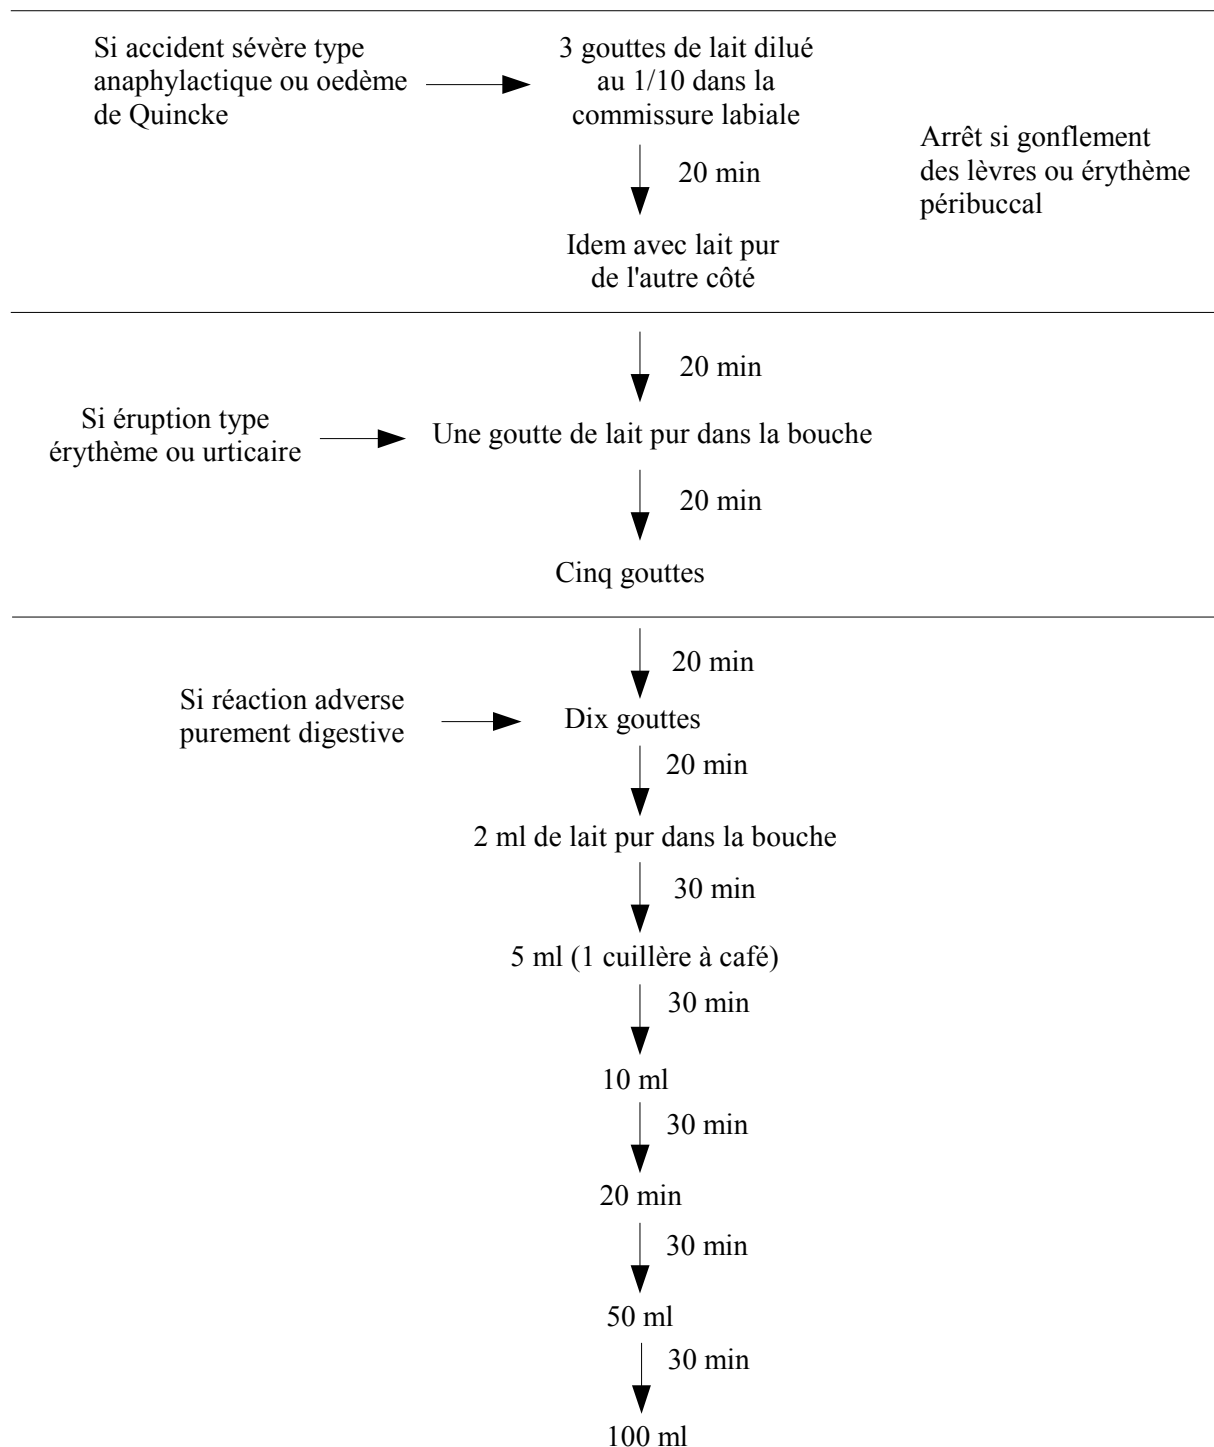 Si accident sévère type
anaphylactique ou oedème
de Quincke
3 gouttes de lait dilué
au 1/10 dans la
commissure labiale
Arrêt si gonflement
des lèvres ou érythème
péribuccal
20 min
Idem avec lait pur
de l'autre côté
20 min
Si éruption type
érythème ou urticaire
Une goutte de lait pur dans la bouche
20 min
Cinq gouttes
20 min
Si réaction adverse
purement digestive
Dix gouttes
20 min
2 ml de lait pur dans la bouche
30 min
5 ml (1 cuillère à café)
30 min
10 ml
30 min
20 min
30 min
50 ml
30 min
100 ml